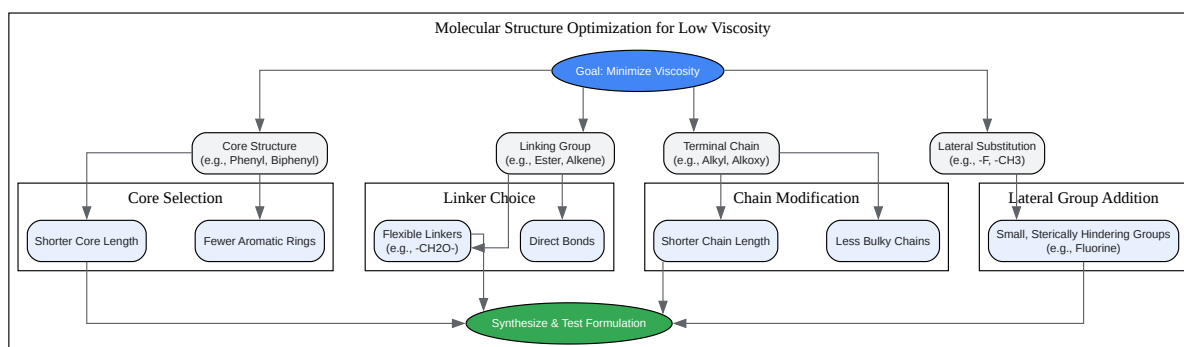 Molecular Structure Optimization for Low Viscosity
Goal: Minimize Viscosity
Core Structure
(e.g., Phenyl, Biphenyl)
Linking Group
(e.g., Ester, Alkene)
Terminal Chain
(e.g., Alkyl, Alkoxy)
Lateral Substitution
(e.g., -F, -CH3)
Core Selection
Shorter Core Length
Fewer Aromatic Rings
Linker Choice
Flexible Linkers
(e.g., -CH2O-)
Direct Bonds
Chain Modification
Shorter Chain Length
Less Bulky Chains
Lateral Group Addition
Small, Sterically Hindering Groups
(e.g., Fluorine)
Synthesize & Test Formulation